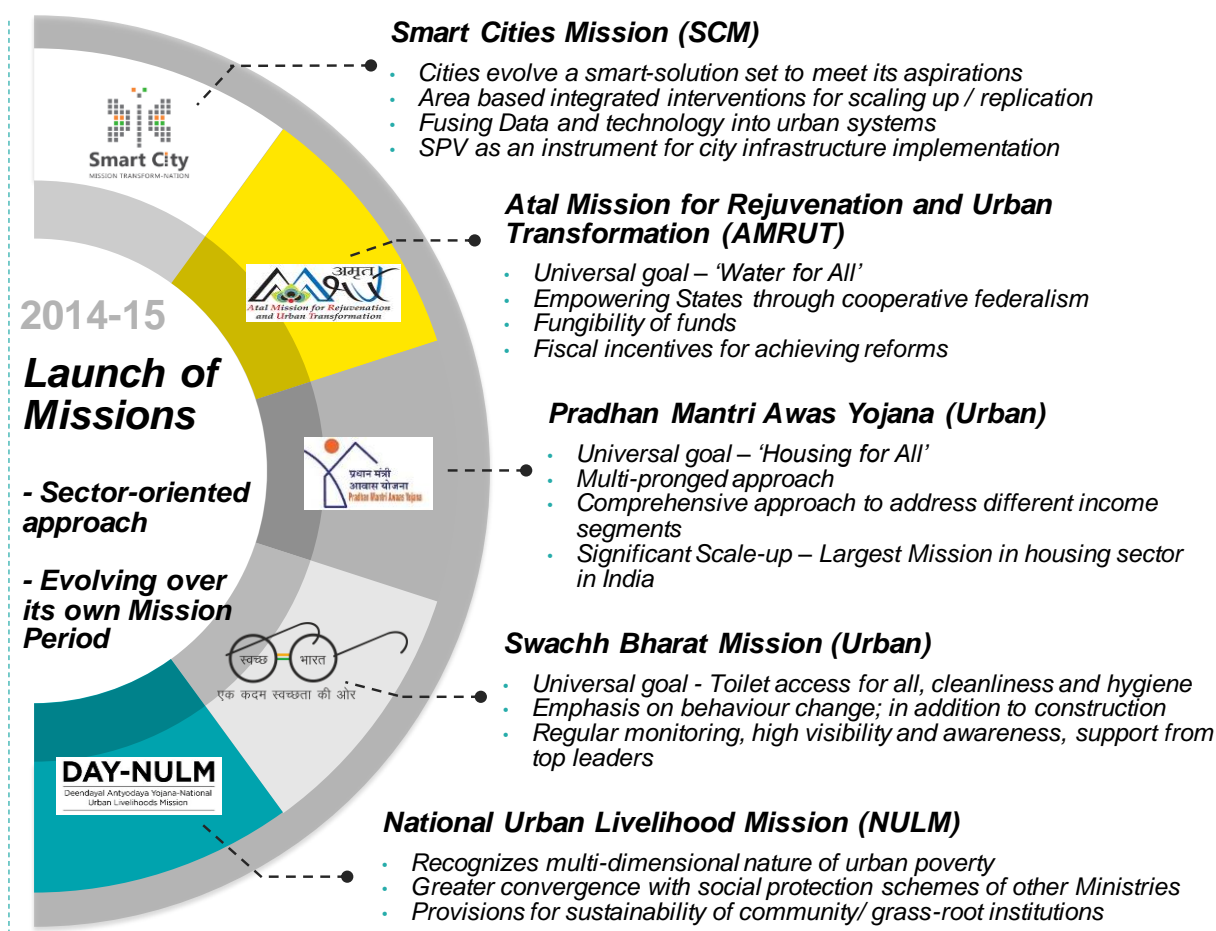 Smart Cities Mission (SCM)
• Cities evolve a smart-solution set to meet its aspirations
• Area based integrated interventions for scaling up / replication
• Fusing Data and technology into urban systems
• SPV as an instrument for city infrastructure implementation
Smart City
MISSION TRANSFORM-NATION
Atal Mission for Rejuvenation and Urban
Transformation (AMRUT)
• Universal goal – ‘Water for All’
• Empowering States through cooperative federalism
• Fungibility of funds
• Fiscal incentives for achieving reforms
अमृत
Atal Mission for Rejuvenation
and Urban Transformation
2014-15
Launch of
Missions
- Sector-oriented
approach
- Evolving over
its own Mission
Period
Pradhan Mantri Awas Yojana (Urban)
• Universal goal – ‘Housing for All’
• Multi-pronged approach
• Comprehensive approach to address different income
segments
• Significant Scale-up – Largest Mission in housing sector
in India
प्रधान मंत्री
आवास योजना
Pradhan Mantri Awaas Yojna
Swachh Bharat Mission (Urban)
• Universal goal - Toilet access for all, cleanliness and hygiene
• Emphasis on behaviour change; in addition to construction
• Regular monitoring, high visibility and awareness, support from
top leaders
स्वच्छ भारत
एक कदम स्वच्छता की ओर
DAY-NULM
Deendayal Antyodaya Yojana-National
Urban Livelihoods Mission
National Urban Livelihood Mission (NULM)
• Recognizes multi-dimensional nature of urban poverty
• Greater convergence with social protection schemes of other Ministries
• Provisions for sustainability of community/ grass-root institutions